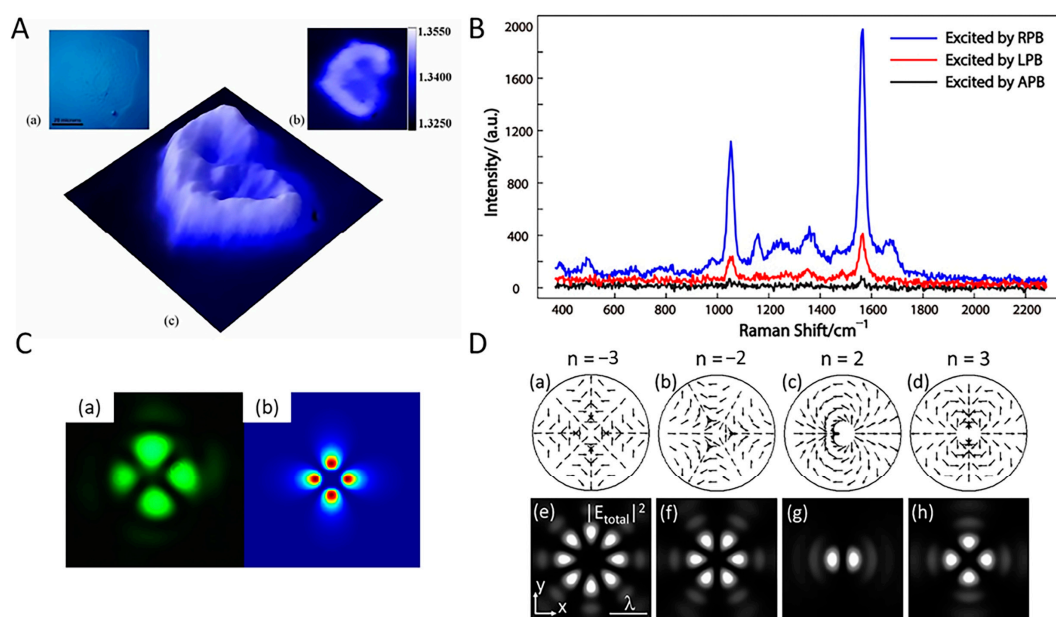 A
(a)
(b)
1.3550
1.3400
1.3250
(c)
B
Intensity/ (a.u.)
2000
1600
1200
800
400
0
Excited by RPB
Excited by LPB
Excited by APB
400 600 800 1000 1200 1400 1600 1800 2000 2200
Raman Shift/cm⁻¹
C
(a)
(b)
D
n = −3 n = −2 n = 2 n = 3
(a) (b) (c) (d)
(e) |E_total|² (f) (g) (h)
y
x
λ